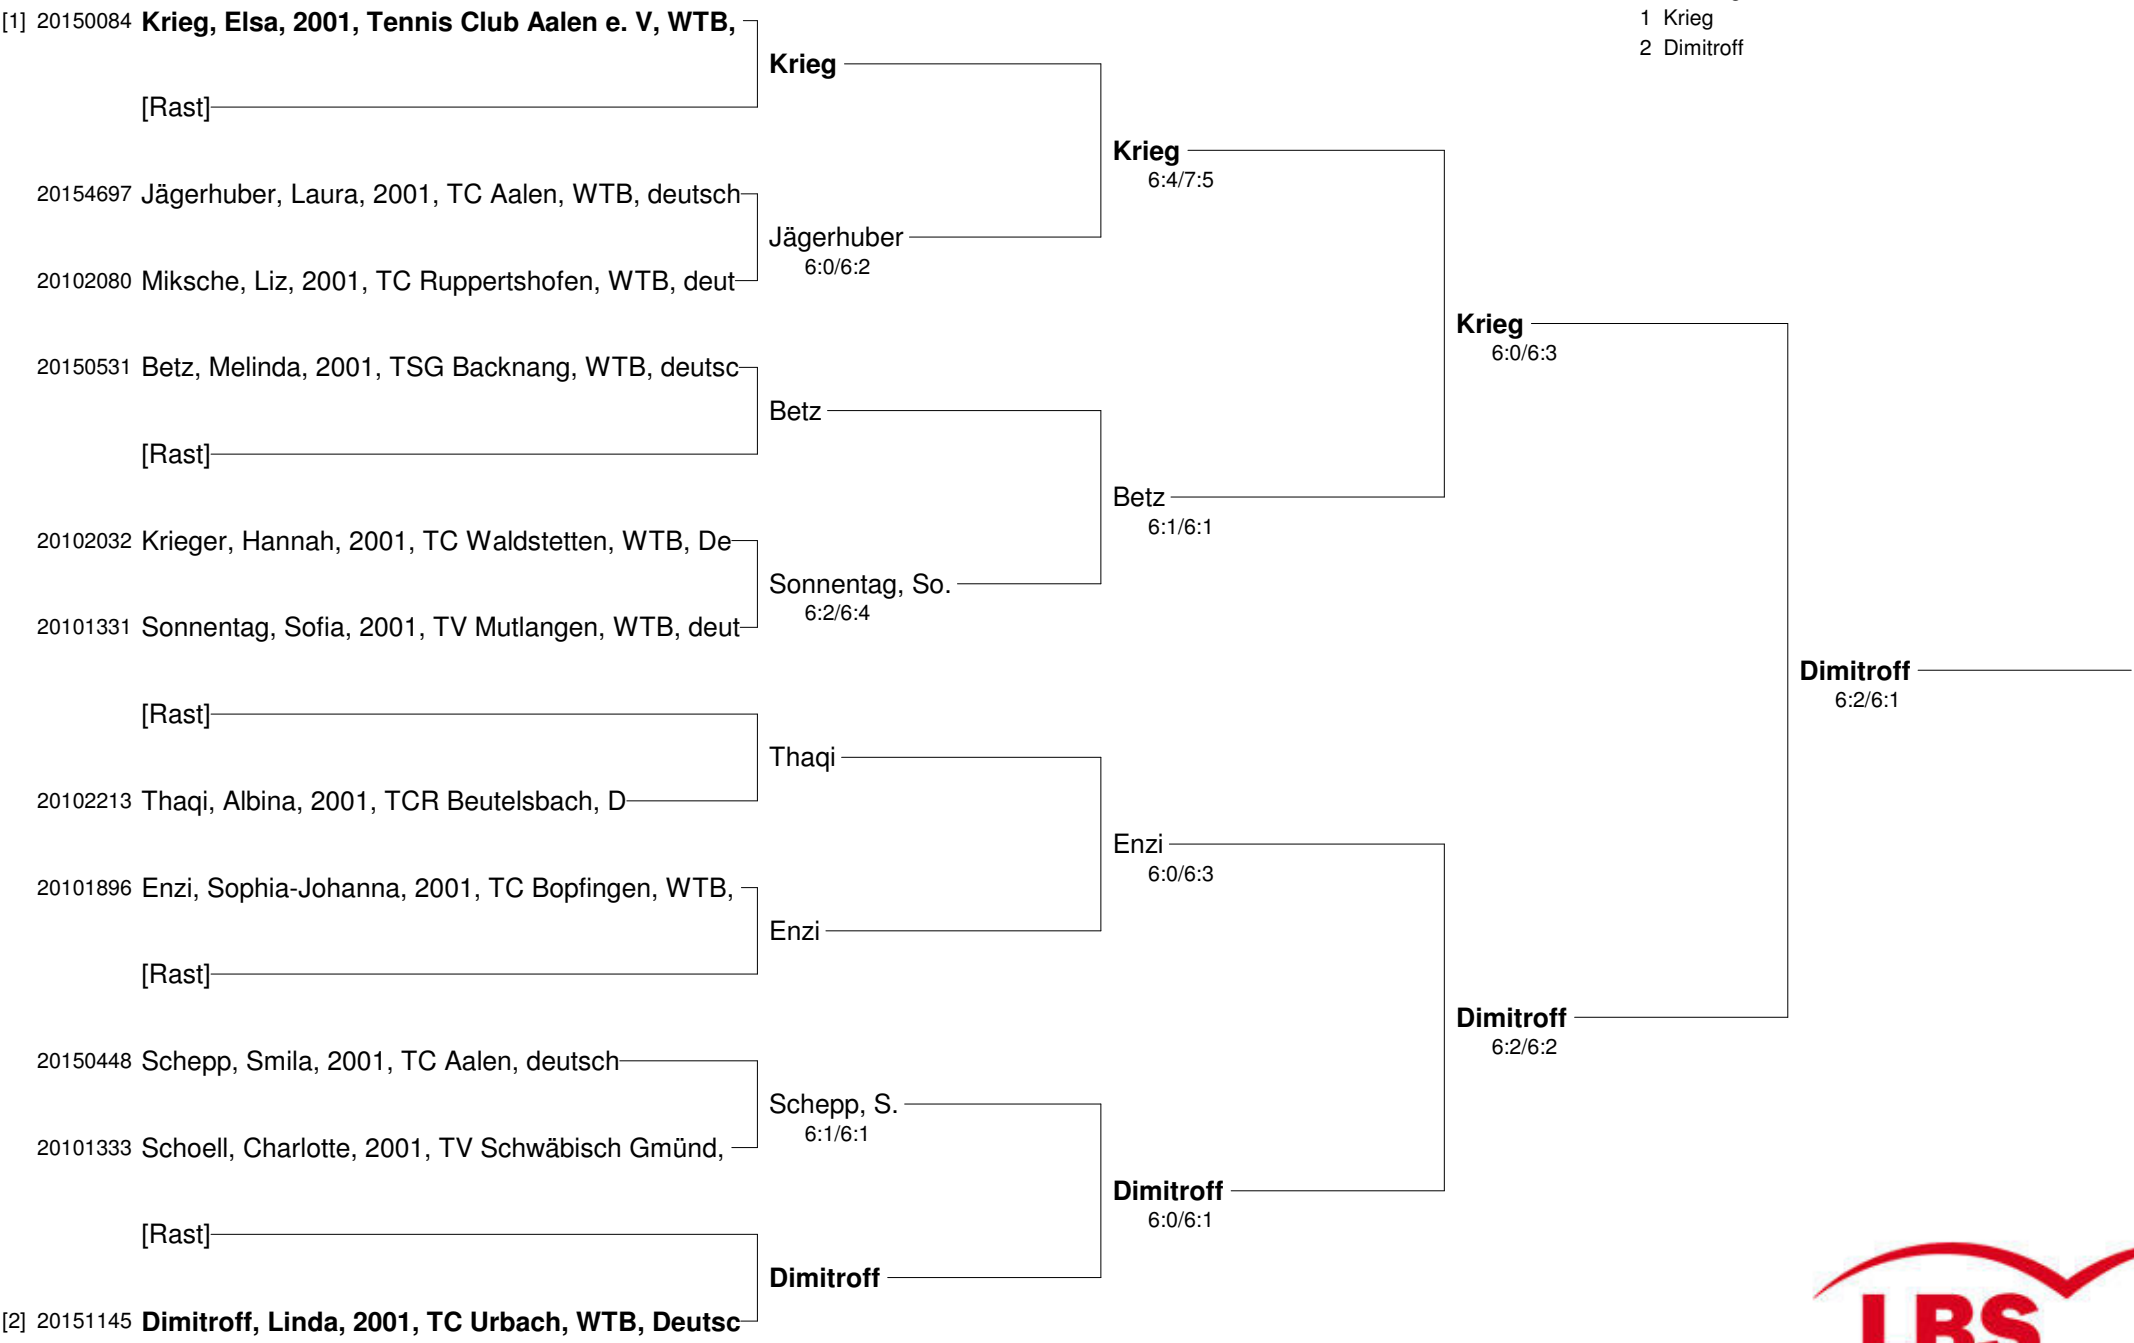 [1] 20150084 Krieg, Elsa, 2001, Tennis Club Aalen e. V, WTB,
1 Krieg
2 Dimitroff
Krieg
[Rast]
Krieg
6:4/7:5
20154697 Jägerhuber, Laura, 2001, TC Aalen, WTB, deutsch
Jägerhuber
6:0/6:2
20102080 Miksche, Liz, 2001, TC Ruppertshofen, WTB, deut
Krieg
6:0/6:3
20150531 Betz, Melinda, 2001, TSG Backnang, WTB, deutsc
Betz
[Rast]
Betz
6:1/6:1
20102032 Krieger, Hannah, 2001, TC Waldstetten, WTB, De
Sonnentag, So.
6:2/6:4
20101331 Sonnentag, Sofia, 2001, TV Mutlangen, WTB, deut
Dimitroff
6:2/6:1
[Rast]
Thaqi
20102213 Thaqi, Albina, 2001, TCR Beutelsbach, D
Enzi
6:0/6:3
20101896 Enzi, Sophia-Johanna, 2001, TC Bopfingen, WTB,
Enzi
[Rast]
Dimitroff
6:2/6:2
20150448 Schepp, Smila, 2001, TC Aalen, deutsch
Schepp, S.
6:1/6:1
20101333 Schoell, Charlotte, 2001, TV Schwäbisch Gmünd,
Dimitroff
6:0/6:1
[Rast]
Dimitroff
[2] 20151145 Dimitroff, Linda, 2001, TC Urbach, WTB, Deutsc
LBS